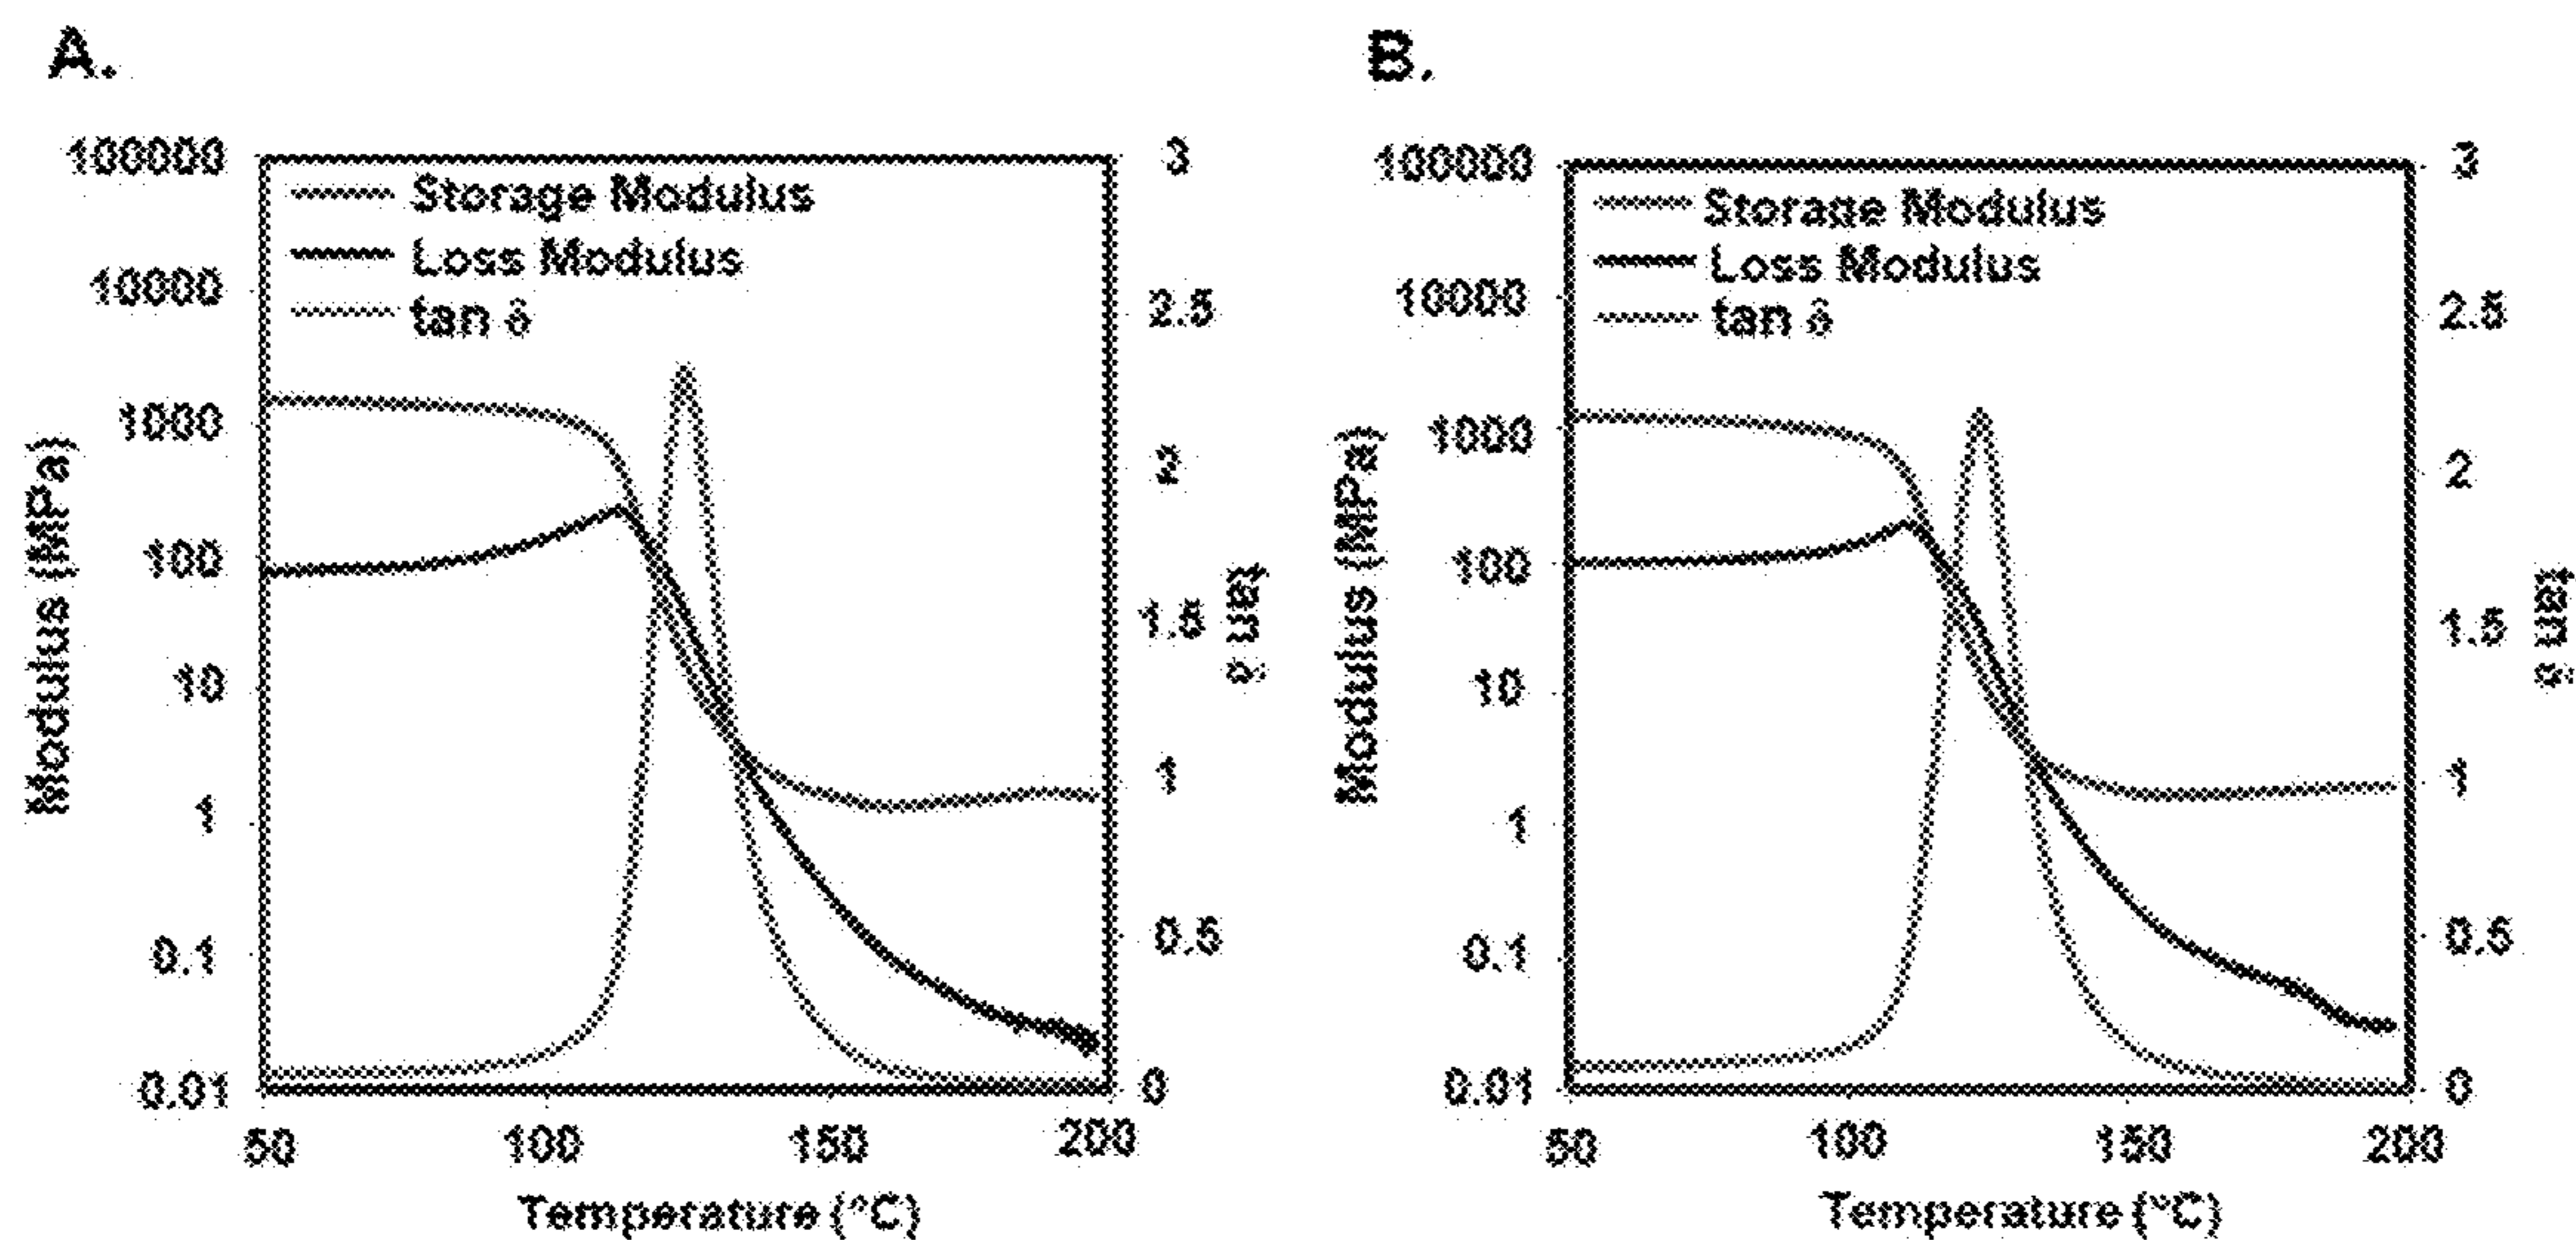 A.
100000
10000
1000
100
10
1
0.1
0.01
Modulus (MPa)
Storage Modulus
Loss Modulus
tan δ
3
2.5
2
1.5
1
0.5
0
tan δ
50 100 150 200
Temperature (°C)
B.
100000
10000
1000
100
10
1
0.1
0.01
Modulus (MPa)
Storage Modulus
Loss Modulus
tan δ
3
2.5
2
1.5
1
0.5
0
tan δ
50 100 150 200
Temperature (°C)